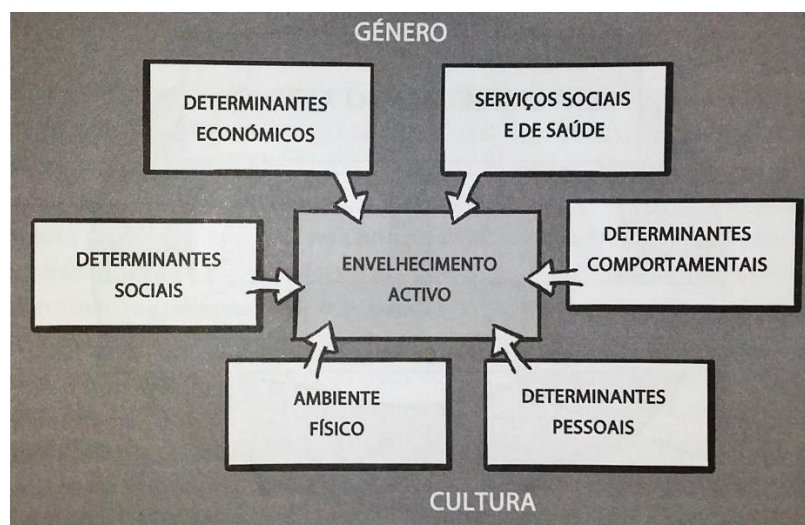 GÉNERO
DETERMINANTES
ECONÓMICOS
SERVIÇOS SOCIAIS
E DE SAÚDE
DETERMINANTES
SOCIAIS
ENVELHECIMENTO
ACTIVO
DETERMINANTES
COMPORTAMENTAIS
AMBIENTE
FÍSICO
DETERMINANTES
PESSOAIS
CULTURA